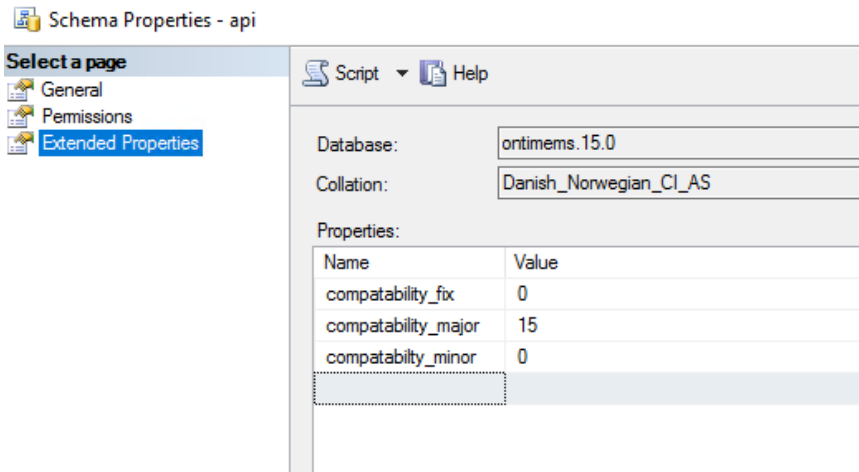 Schema Properties - api
Select a page
General
Permissions
Extended Properties
Script Help
Database: ontimems.15.0
Collation: Danish_Norwegian_CI_AS
Properties:
Name Value
compatability_fix 0
compatability_major 15
compatabilty_minor 0